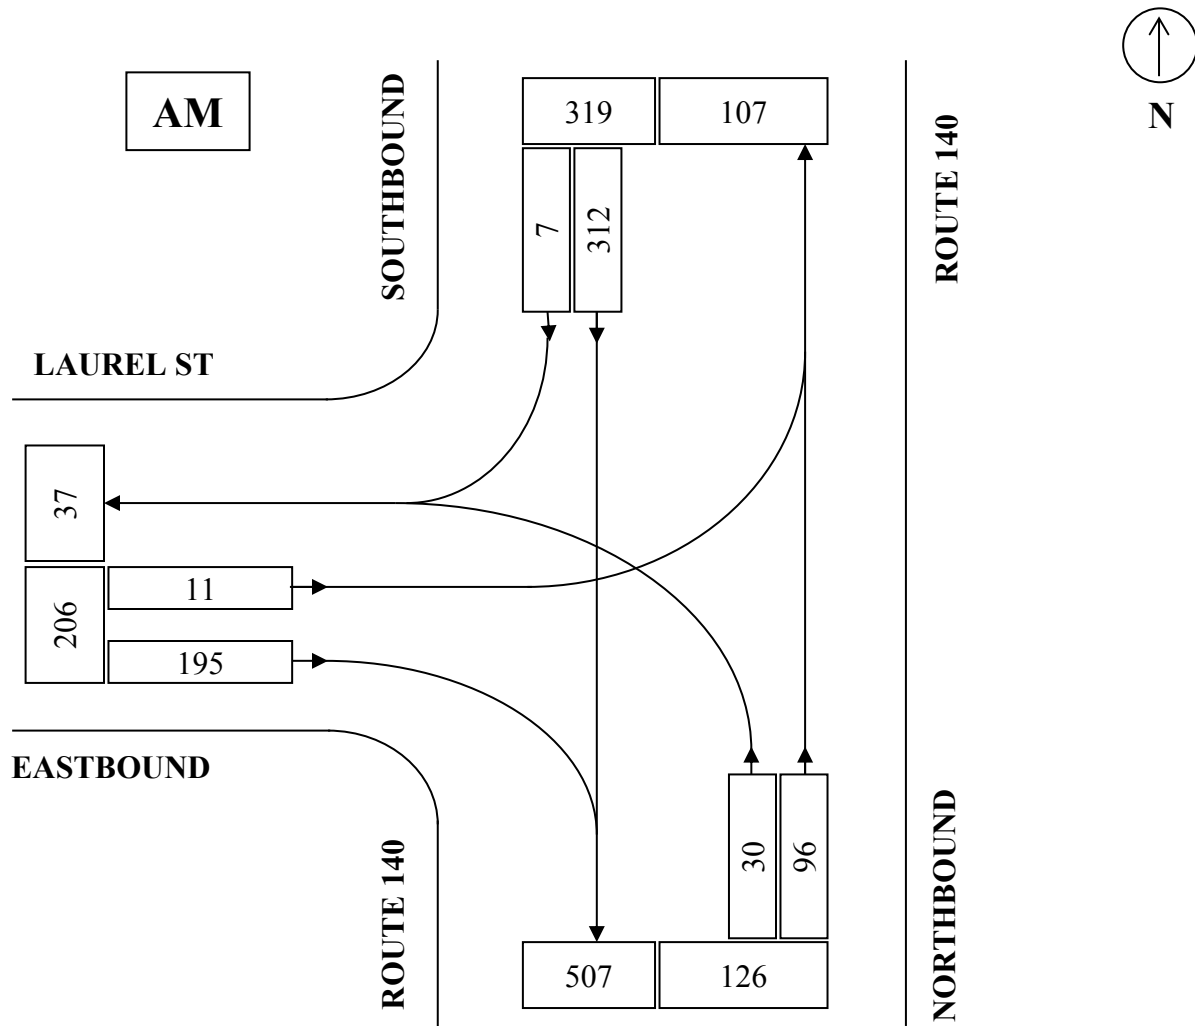 AM
SOUTHBOUND
319
107
ROUTE 140
N
7
312
LAUREL ST
37
11
206
195
EASTBOUND
ROUTE 140
30
96
NORTHBOUND
507
126